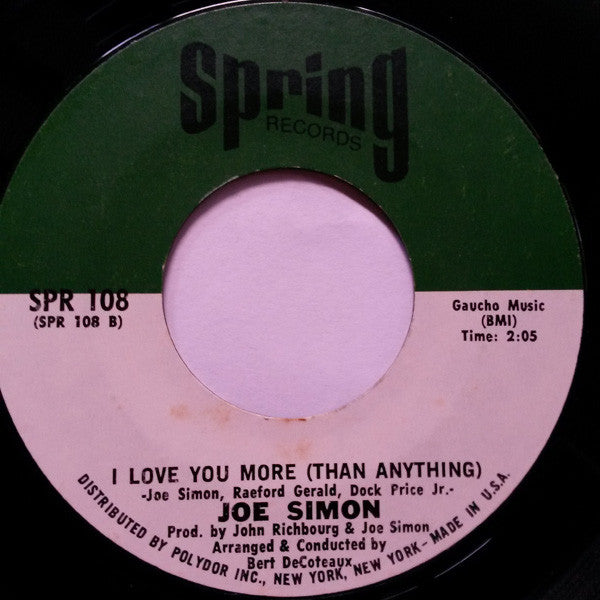 Spring
RECORDS
SPR 108
(SPR 108 B)
Gaucho Music
(BMI)
Time: 2:05
I LOVE YOU MORE (THAN ANYTHING)
-Joe Simon, Raeford Gerald, Dock Price Jr.-
JOE SIMON
Prod. by John Richbourg & Joe Simon
Arranged & Conducted by
Bert DeCoteaux
DISTRIBUTED BY POLYDOR INC., NEW YORK, NEW YORK- MADE IN U.S.A.